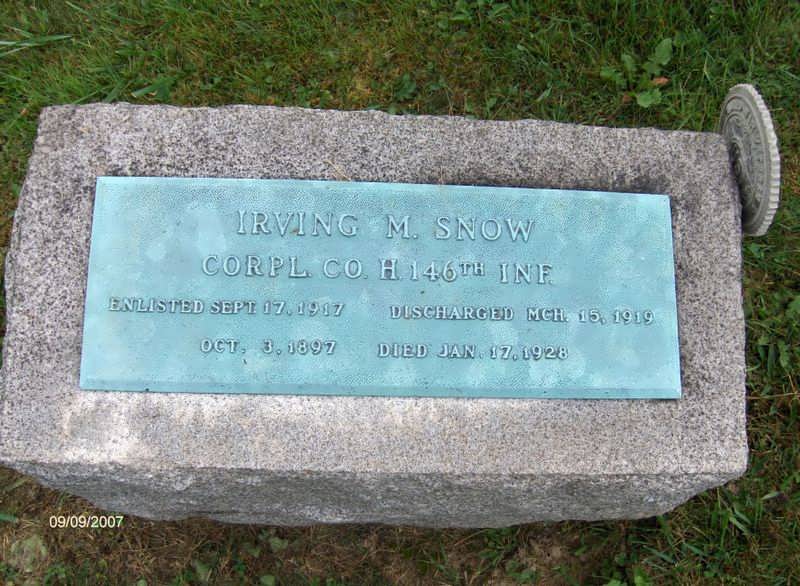 IRVING M. SNOW
CORPL. CO. H. 146TH INF.
ENLISTED SEPT. 17, 1917 DISCHARGED MCH. 15, 1919
OCT. 3, 1897 DIED JAN. 17, 1928
09/09/2007